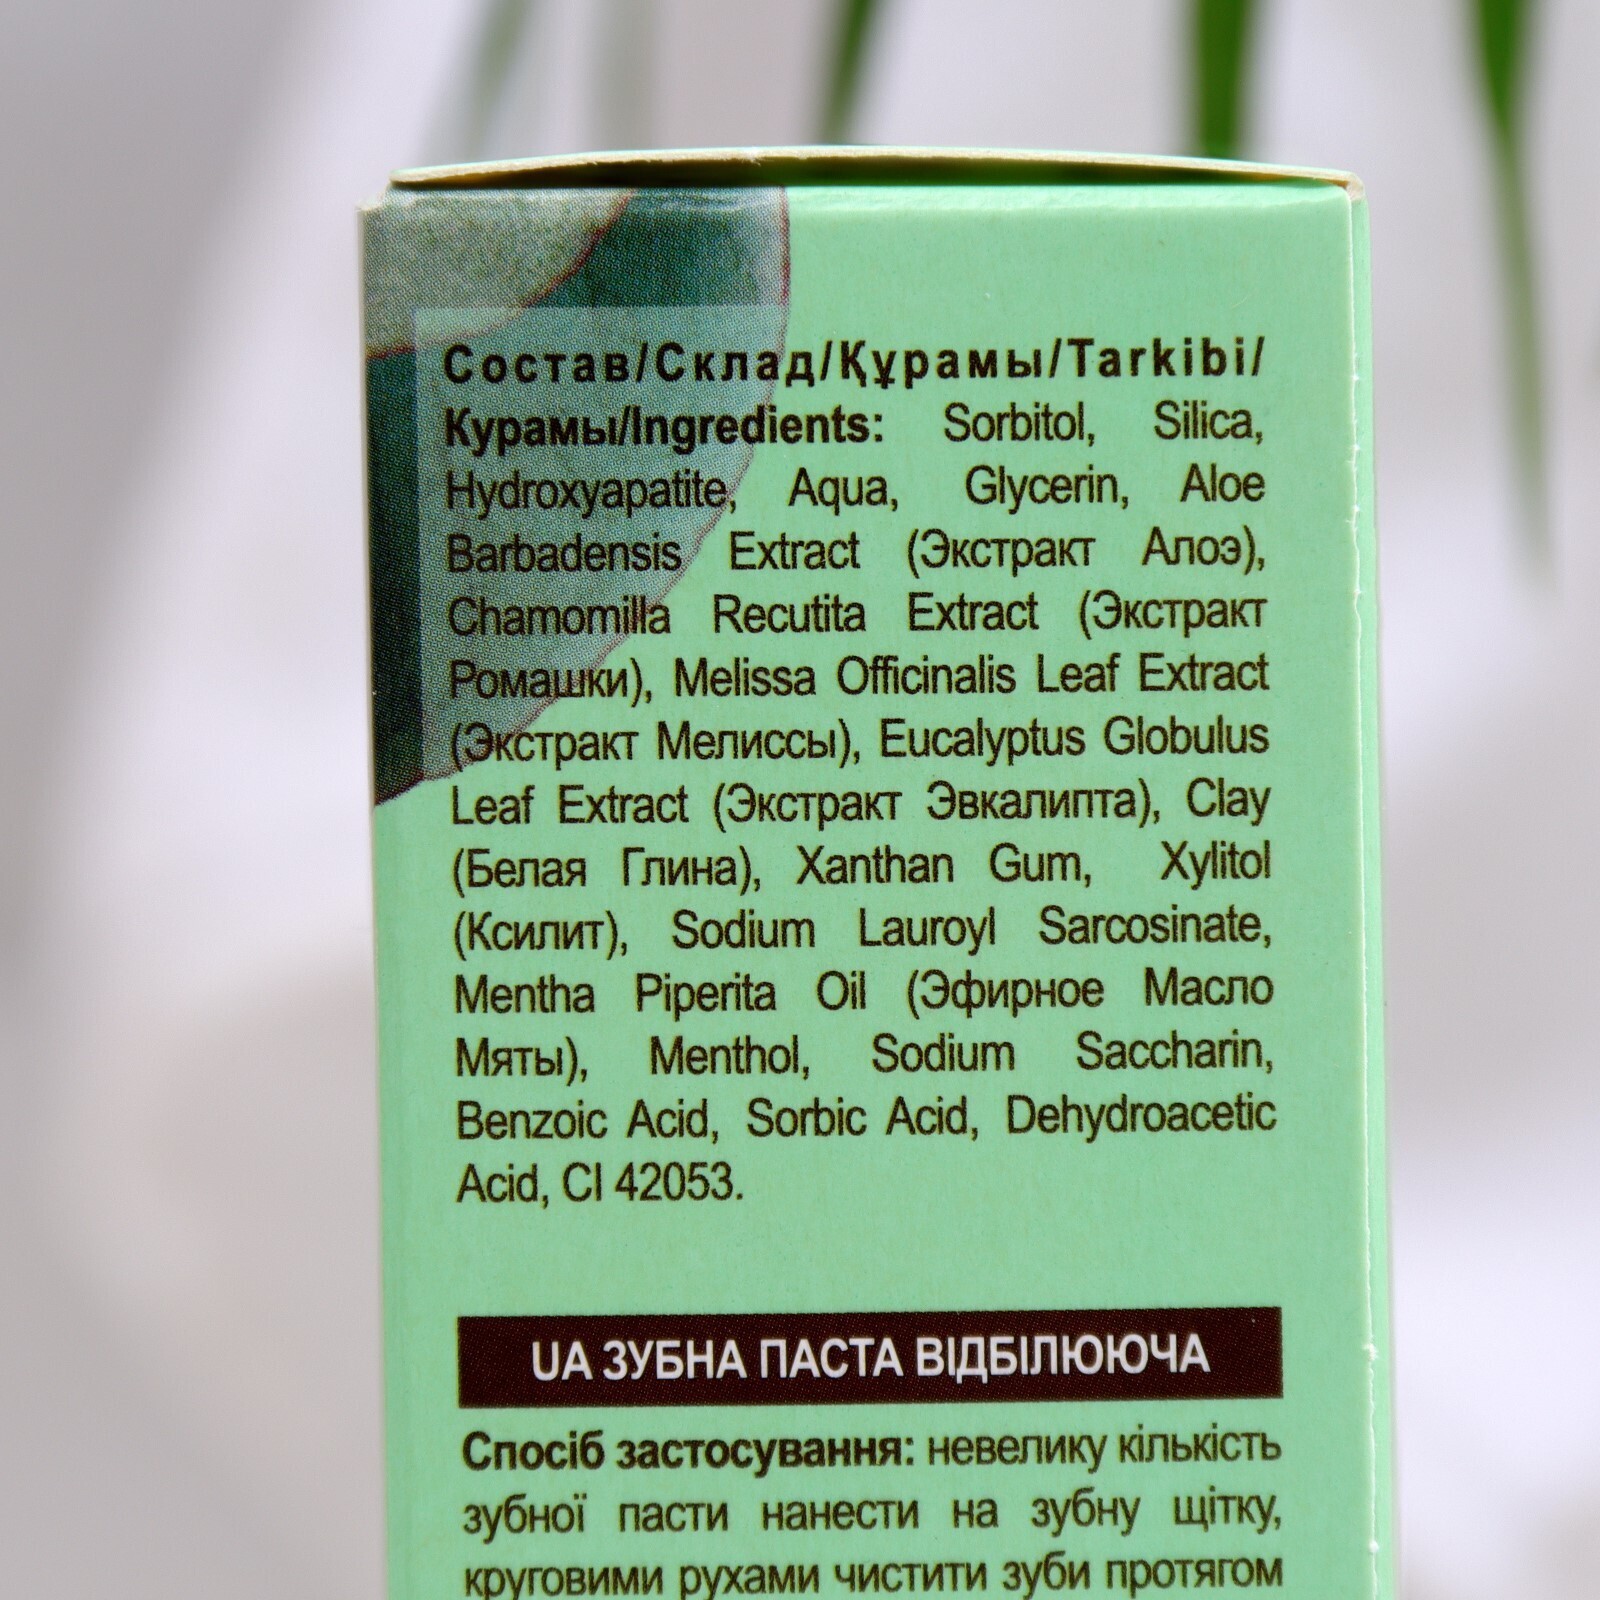 Состав/Склад/Құрамы/Tarkibi/
Курамы/Ingredients: Sorbitol, Silica,
Hydroxyapatite, Aqua, Glycerin, Aloe
Barbadensis Extract (Экстракт Алоэ),
Chamomilla Recutita Extract (Экстракт
Ромашки), Melissa Officinalis Leaf Extract
(Экстракт Мелиссы), Eucalyptus Globulus
Leaf Extract (Экстракт Эвкалипта), Clay
(Белая Глина), Xanthan Gum, Xylitol
(Ксилит), Sodium Lauroyl Sarcosinate,
Mentha Piperita Oil (Эфирное Масло
Мяты), Menthol, Sodium Saccharin,
Benzoic Acid, Sorbic Acid, Dehydroacetic
Acid, CI 42053.
UA ЗУБНА ПАСТА ВІДБІЛЮЮЧА
Спосіб застосування: невелику кількість
зубної пасти нанести на зубну щітку,
круговими рухами чистити зуби протягом